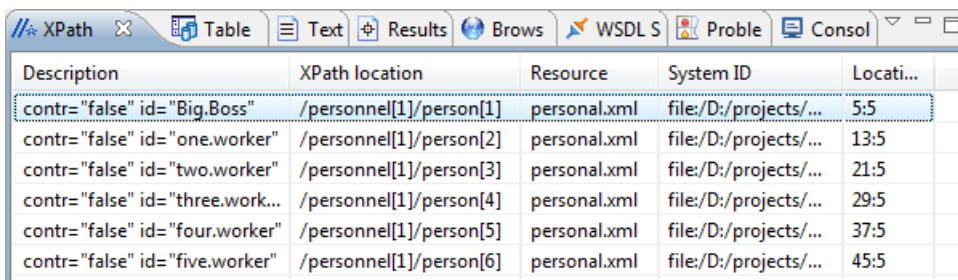 XPath Table Text Results Brows WSDL S Proble Consol
Description XPath location Resource System ID Locati...
contr="false" id="Big.Boss" /personnel[1]/person[1] personal.xml file:/D:/projects/... 5:5
contr="false" id="one.worker" /personnel[1]/person[2] personal.xml file:/D:/projects/... 13:5
contr="false" id="two.worker" /personnel[1]/person[3] personal.xml file:/D:/projects/... 21:5
contr="false" id="three.work... /personnel[1]/person[4] personal.xml file:/D:/projects/... 29:5
contr="false" id="four.worker" /personnel[1]/person[5] personal.xml file:/D:/projects/... 37:5
contr="false" id="five.worker" /personnel[1]/person[6] personal.xml file:/D:/projects/... 45:5